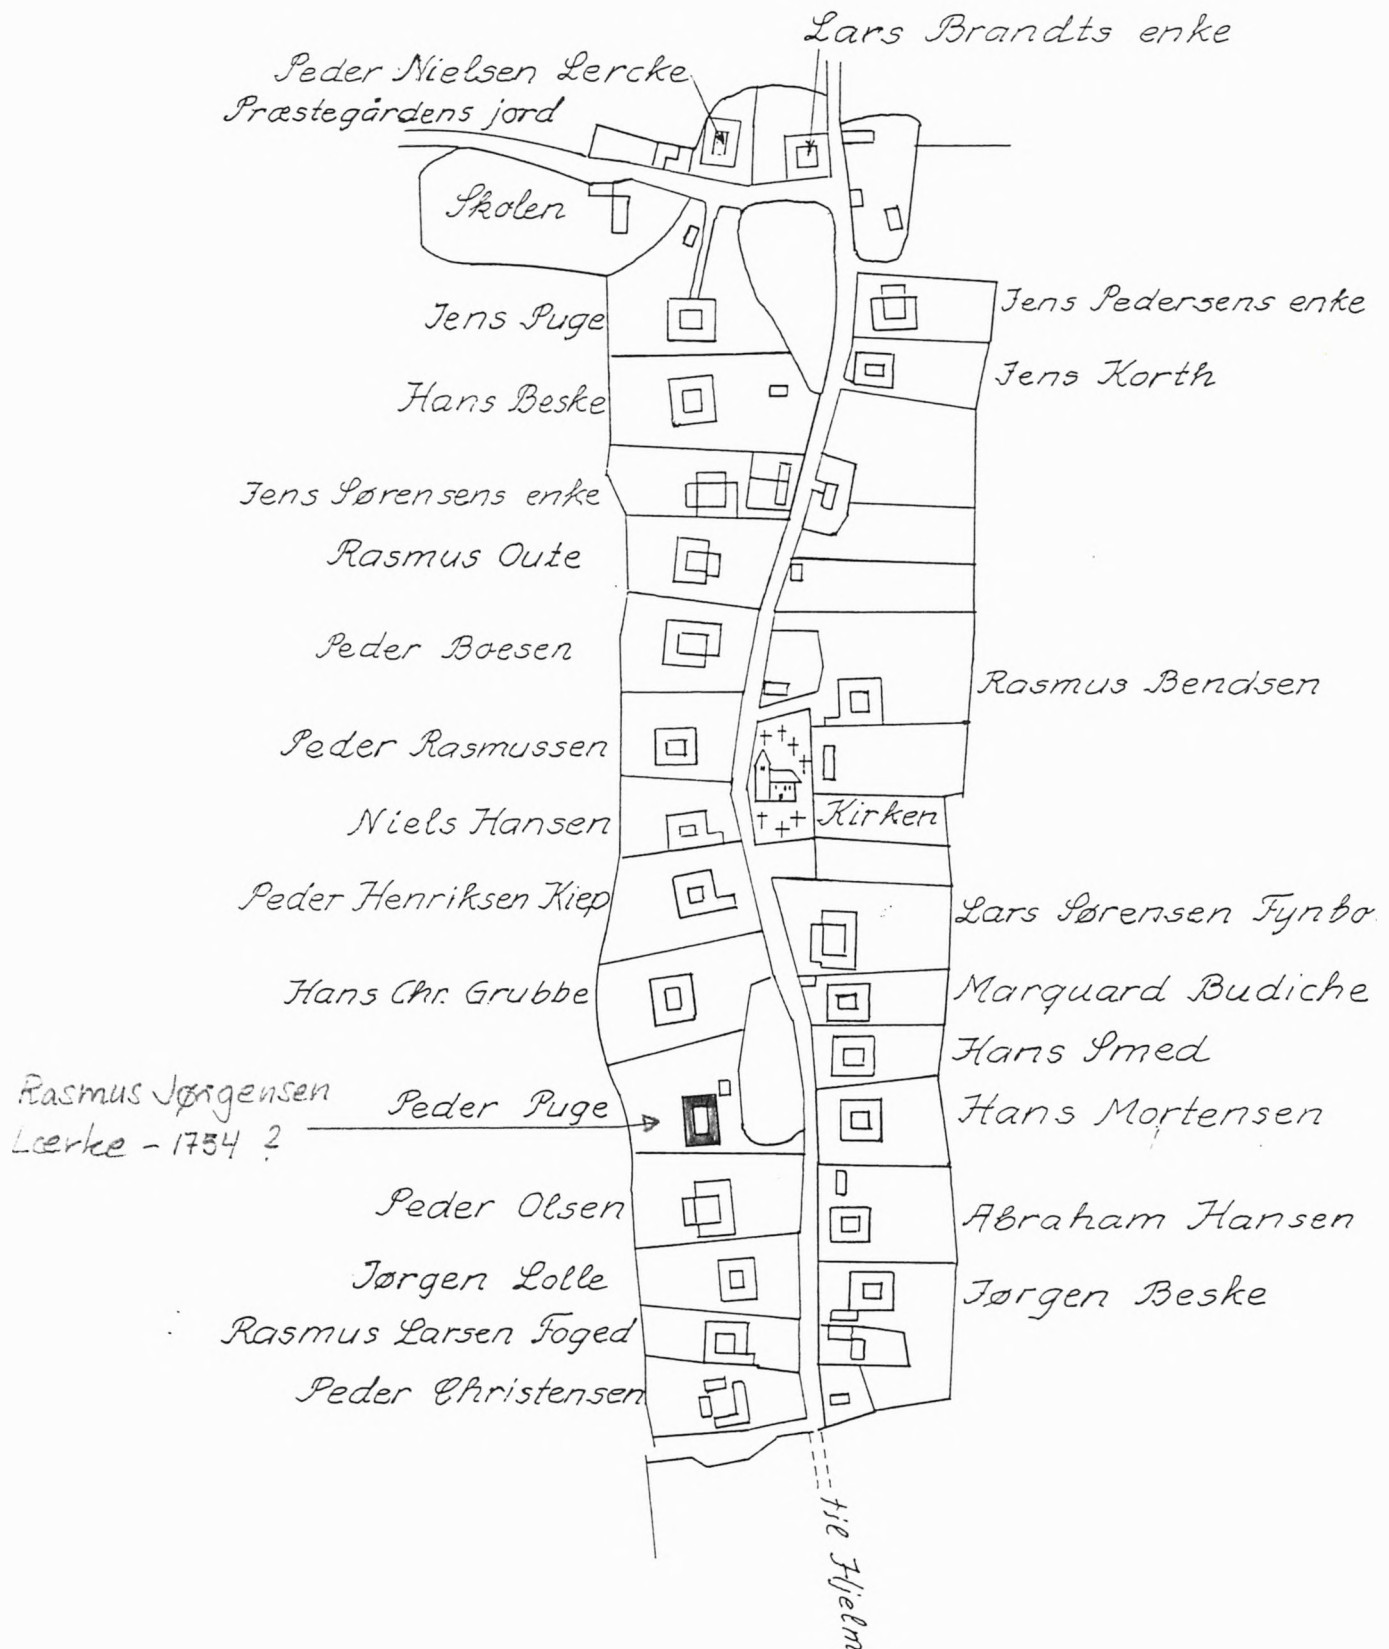 Lars Brandts enke
Peder Nielsen Lercke
Præstegårdens jord
Skolen
Jens Puge
Jens Pedersens enke
Hans Beske
Jens Korth
Jens Sørensens enke
Rasmus Oute
Peder Boesen
Rasmus Bendsen
Peder Rasmussen
Niels Hansen
Kirken
Peder Henriksen Kiep
Lars Sørensen Fynbo
Hans Chr. Grubbe
Marquard Budiche
Hans Smed
Rasmus Jørgensen
Lærke - 1754 ?
Peder Puge
Hans Mortensen
Peder Olsen
Abraham Hansen
Jørgen Lolle
Jørgen Beske
Rasmus Larsen Foged
Peder Christensen
til Hjelm